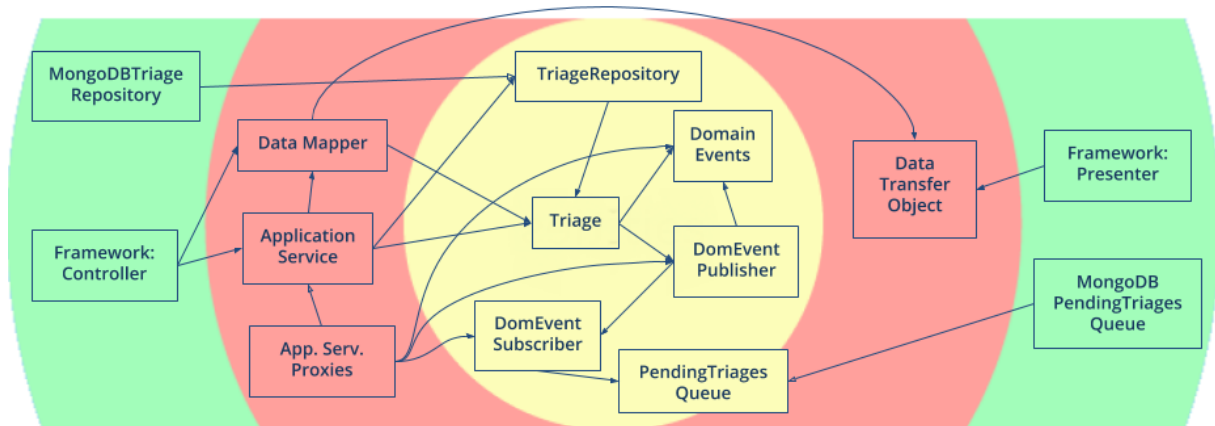 MongoDBTriage
Repository
TriageRepository
Data Mapper
Domain
Events
Data
Transfer
Object
Framework:
Presenter
Framework:
Controller
Application
Service
Triage
DomEvent
Publisher
MongoDB
PendingTriages
Queue
App. Serv.
Proxies
DomEvent
Subscriber
PendingTriages
Queue